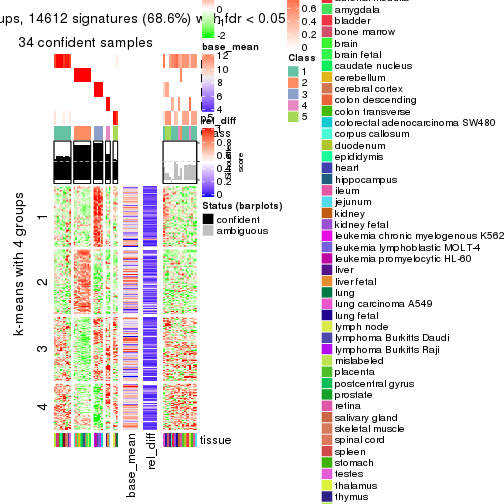 ups, 14612 signatures (68.6%) with fdr < 0.05
34 confident samples
k-means with 4 groups
1
2
3
4
base_mean
rel_diff
tissue
0
-2
base_mean
12
10
8
6
rel_diff
1
0.8
0.6
0.4
0.2
0
score
Status (barplots)
confident
ambiguous
0.6
0.4
0.2
0
Class
1
2
3
4
5
amygdala
bladder
bone marrow
brain
brain fetal
caudate nucleus
cerebellum
cerebral cortex
colon descending
colon transverse
colorectal adenocarcinoma SW480
corpus callosum
duodenum
epididymis
heart
hippocampus
ileum
jejunum
kidney
kidney fetal
leukemia chronic myelogenous K562
leukemia lymphoblastic MOLT-4
leukemia promyelocytic HL-60
liver
liver fetal
lung
lung carcinoma A549
lung fetal
lymph node
lymphoma Burkitts Daudi
lymphoma Burkitts Raji
mislabeled
placenta
postcentral gyrus
prostate
retina
salivary gland
skeletal muscle
spinal cord
spleen
stomach
testes
thalamus
thymus